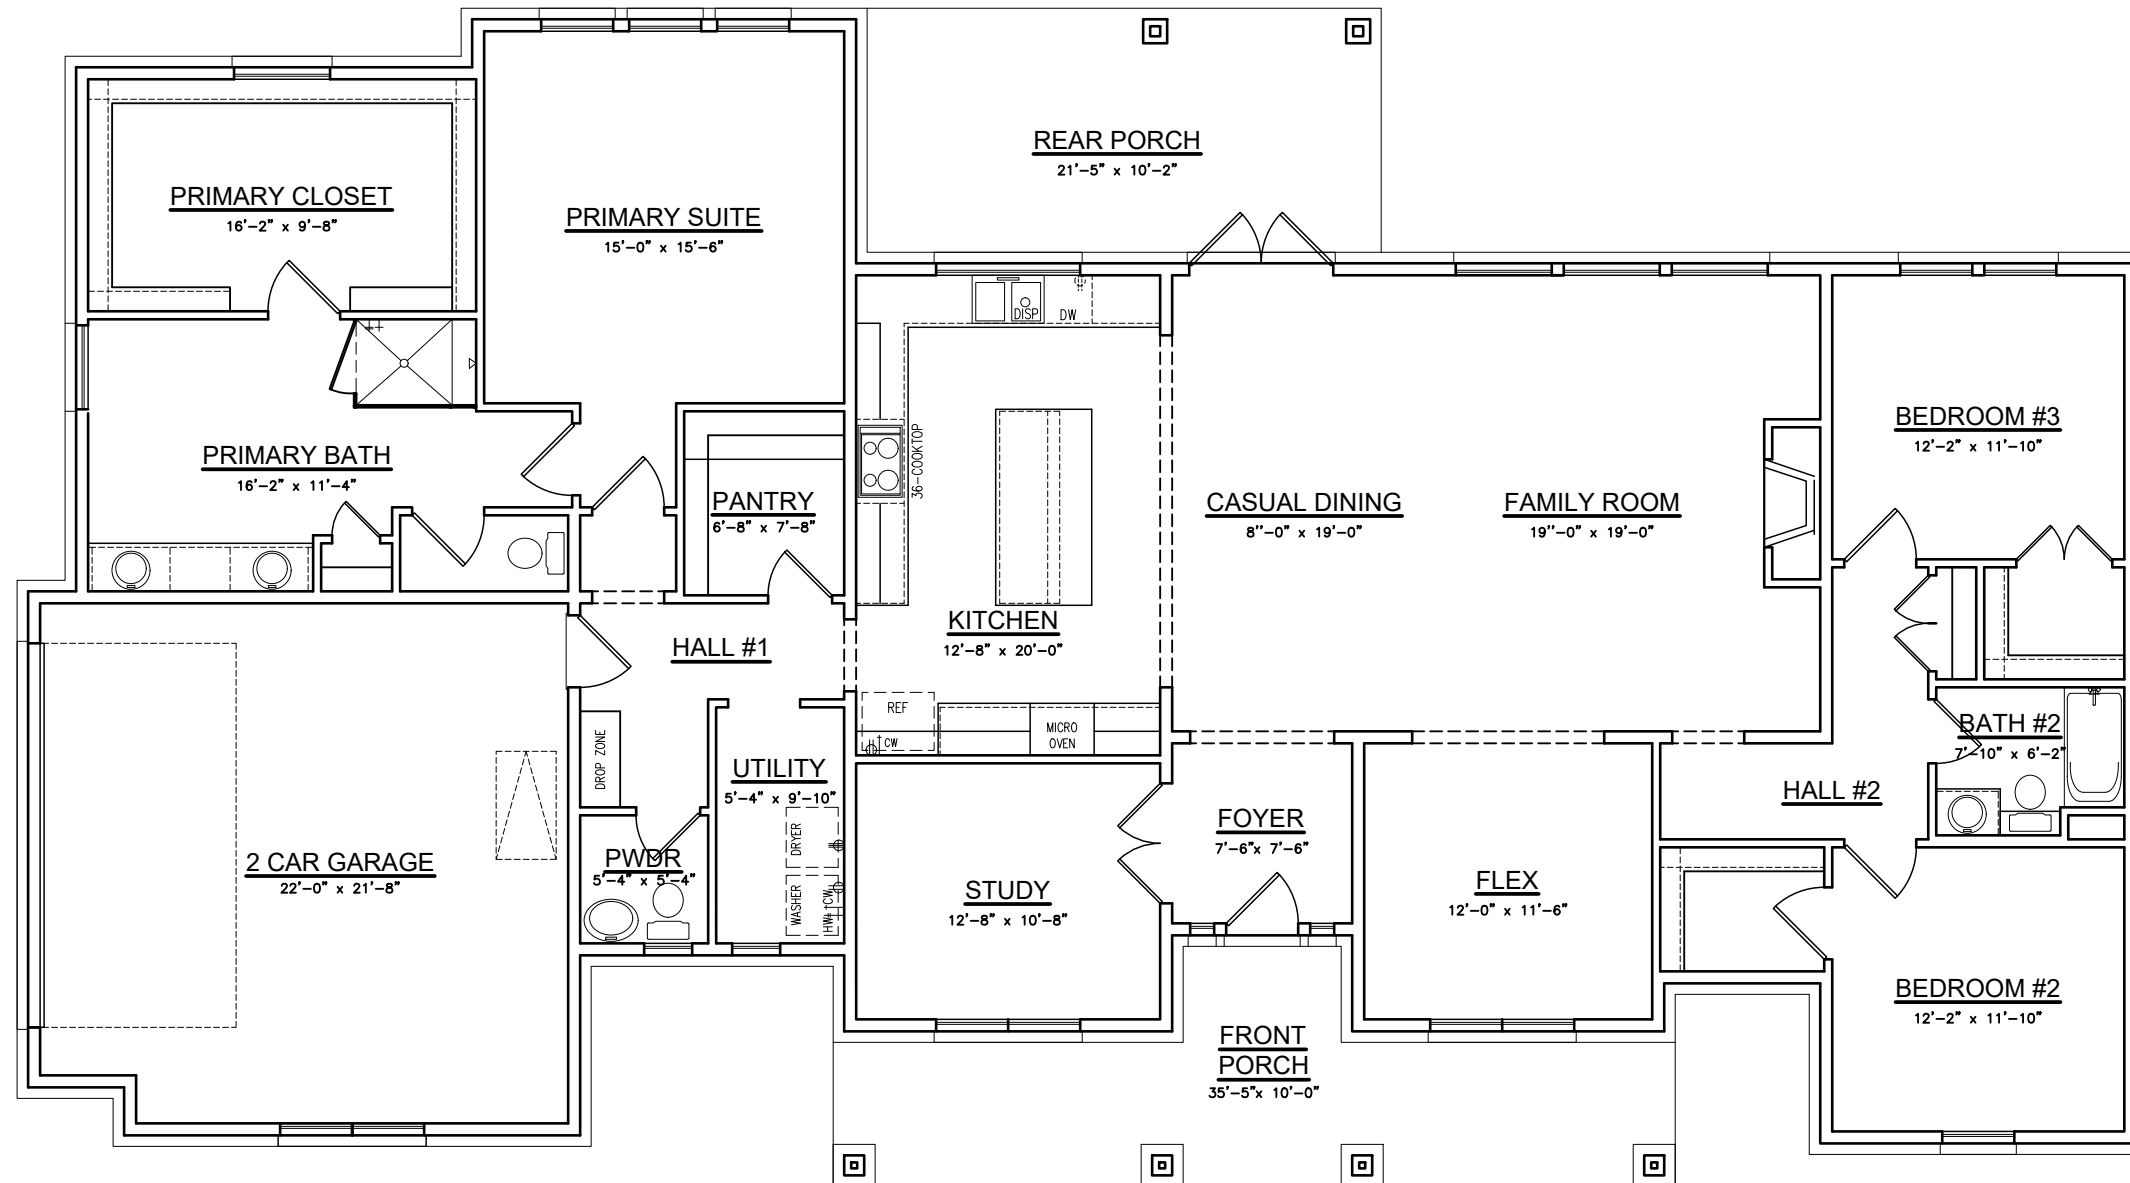 REAR PORCH
21'-5" x 10'-2"
PRIMARY CLOSET
16'-2" x 9'-8"
PRIMARY SUITE
15'-0" x 15'-6"
DISP
DW
36-COOKTOP
PRIMARY BATH
16'-2" x 11'-4"
PANTRY
6'-8" x 7'-8"
CASUAL DINING
8"-0" x 19'-0"
FAMILY ROOM
19"-0" x 19'-0"
BEDROOM #3
12'-2" x 11'-10"
HALL #1
KITCHEN
12'-8" x 20'-0"
REF
CW
MICRO
OVEN
DROP ZONE
UTILITY
5'-4" x 9'-10"
DRYER
WASHER
HW
CW
BATH #2
7'-10" x 6'-2"
HALL #2
2 CAR GARAGE
22'-0" x 21'-8"
PWDR
5'-4" x 5'-4"
STUDY
12'-8" x 10'-8"
FOYER
7'-6"x 7'-6"
FLEX
12'-0" x 11'-6"
BEDROOM #2
12'-2" x 11'-10"
FRONT
PORCH
35'-5"x 10'-0"